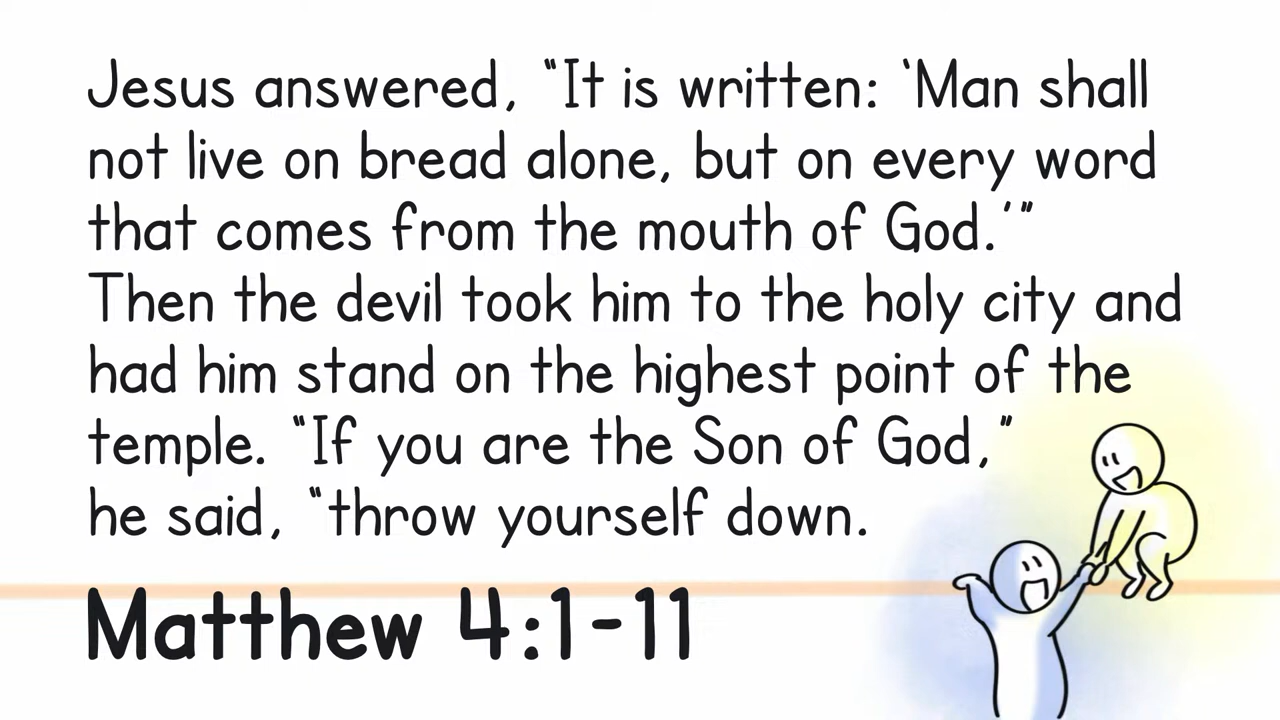 Jesus answered, "It is written: 'Man shall
not live on bread alone, but on every word
that comes from the mouth of God.'"
Then the devil took him to the holy city and
had him stand on the highest point of the
temple. "If you are the Son of God,"
he said, "throw yourself down.
Matthew 4:1-11